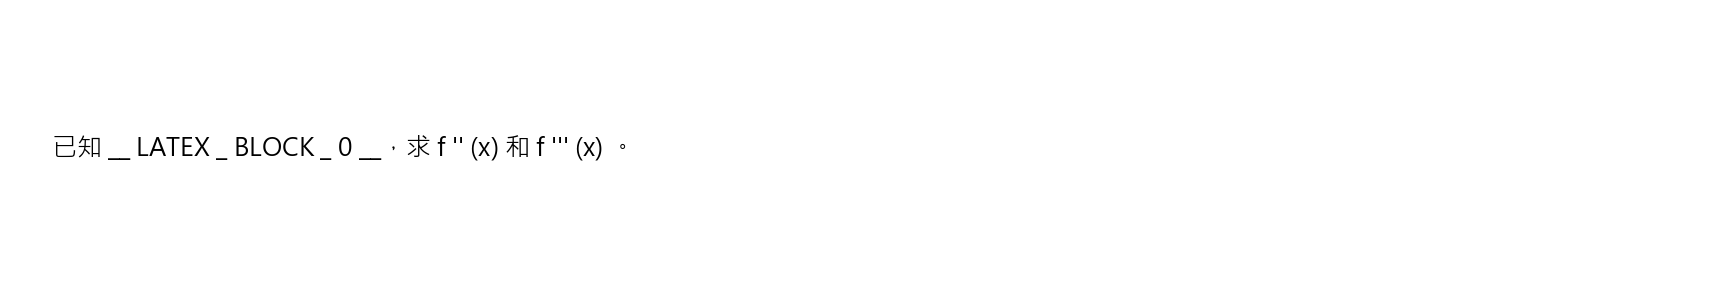 已知 __ LATEX _ BLOCK _ 0 __，求 f '' (x) 和 f ''' (x) 。